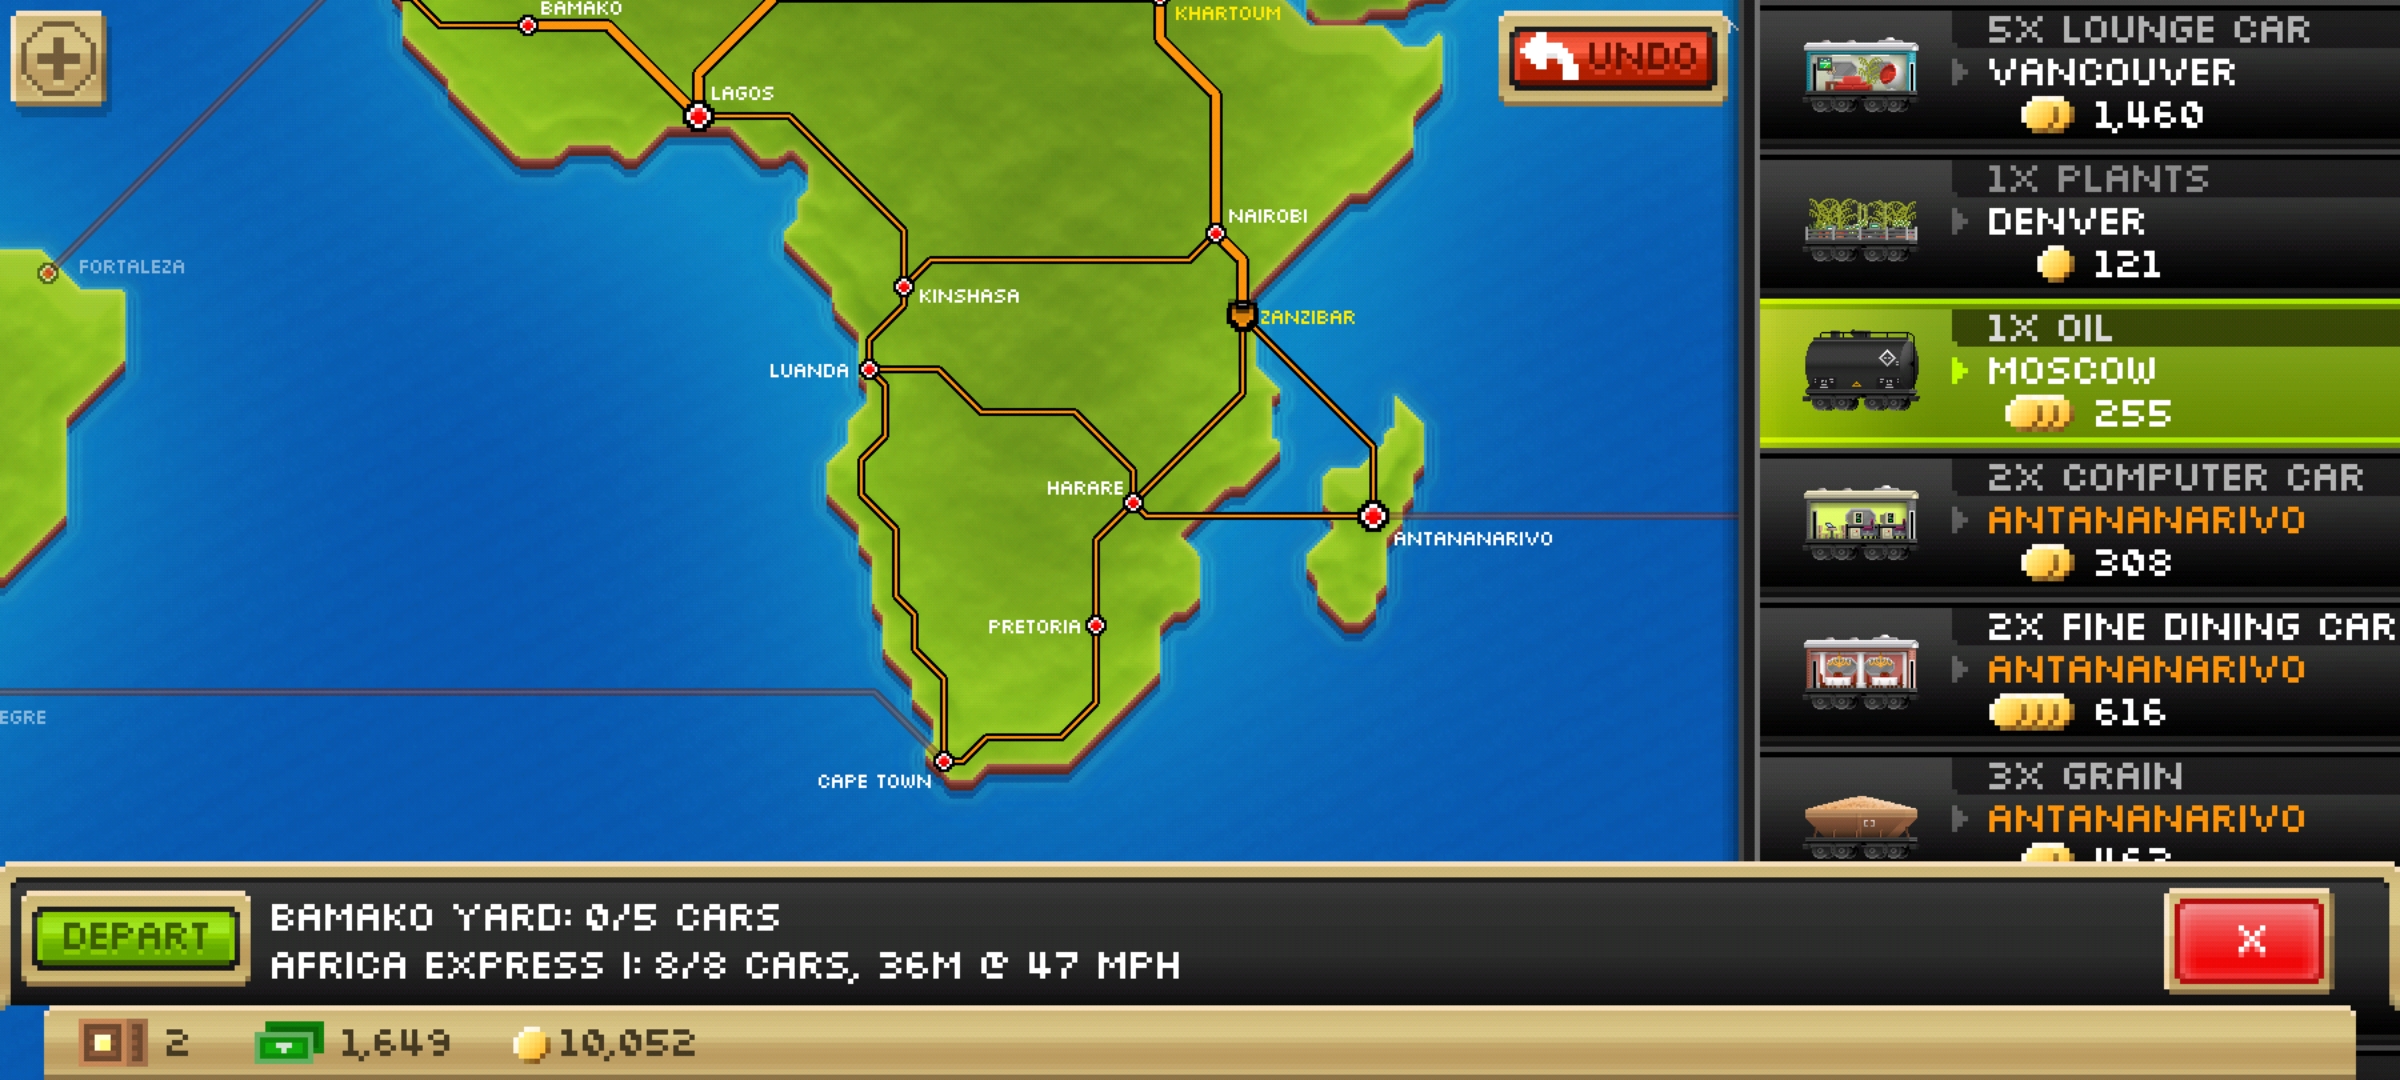 BAMAKO
KHARTOUM
UNDO
LAGOS
NAIROBI
FORTALEZA
KINSHASA
ZANZIBAR
LUANDA
HARARE
ANTANANARIVO
PRETORIA
EGRE
CAPE TOWN
5X LOUNGE CAR
VANCOUVER
1,460
1X PLANTS
DENVER
121
1X OIL
MOSCOW
255
2X COMPUTER CAR
ANTANANARIVO
308
2X FINE DINING CAR
ANTANANARIVO
616
3X GRAIN
ANTANANARIVO
462
DEPART
BAMAKO YARD: 0/5 CARS
AFRICA EXPRESS I: 8/8 CARS, 36M @ 47 MPH
X
2
1,649
10,052